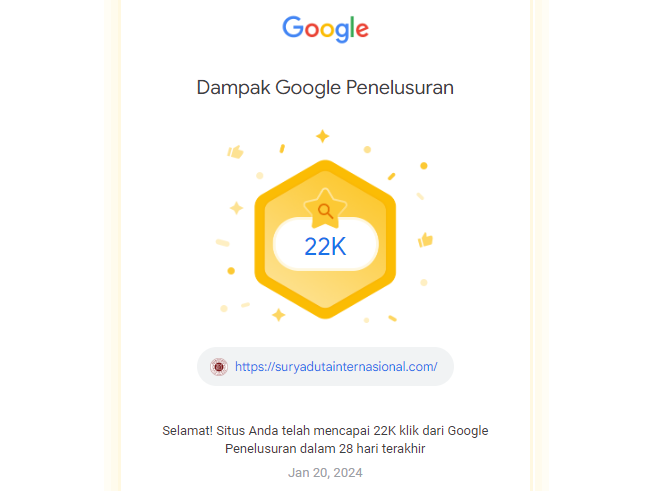 Google
Dampak Google Penelusuran
22K
https://suryadutainternasional.com/
Selamat! Situs Anda telah mencapai 22K klik dari Google
Penelusuran dalam 28 hari terakhir
Jan 20, 2024